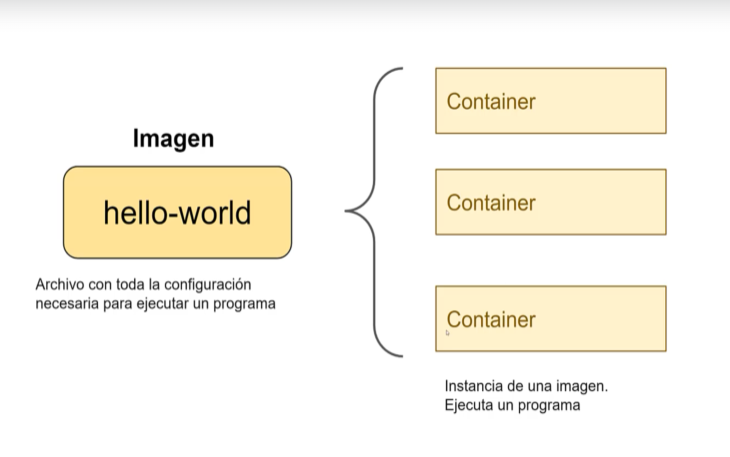 Imagen
hello-world
Archivo con toda la configuración
necesaria para ejecutar un programa
Container
Container
Container
Instancia de una imagen.
Ejecuta un programa